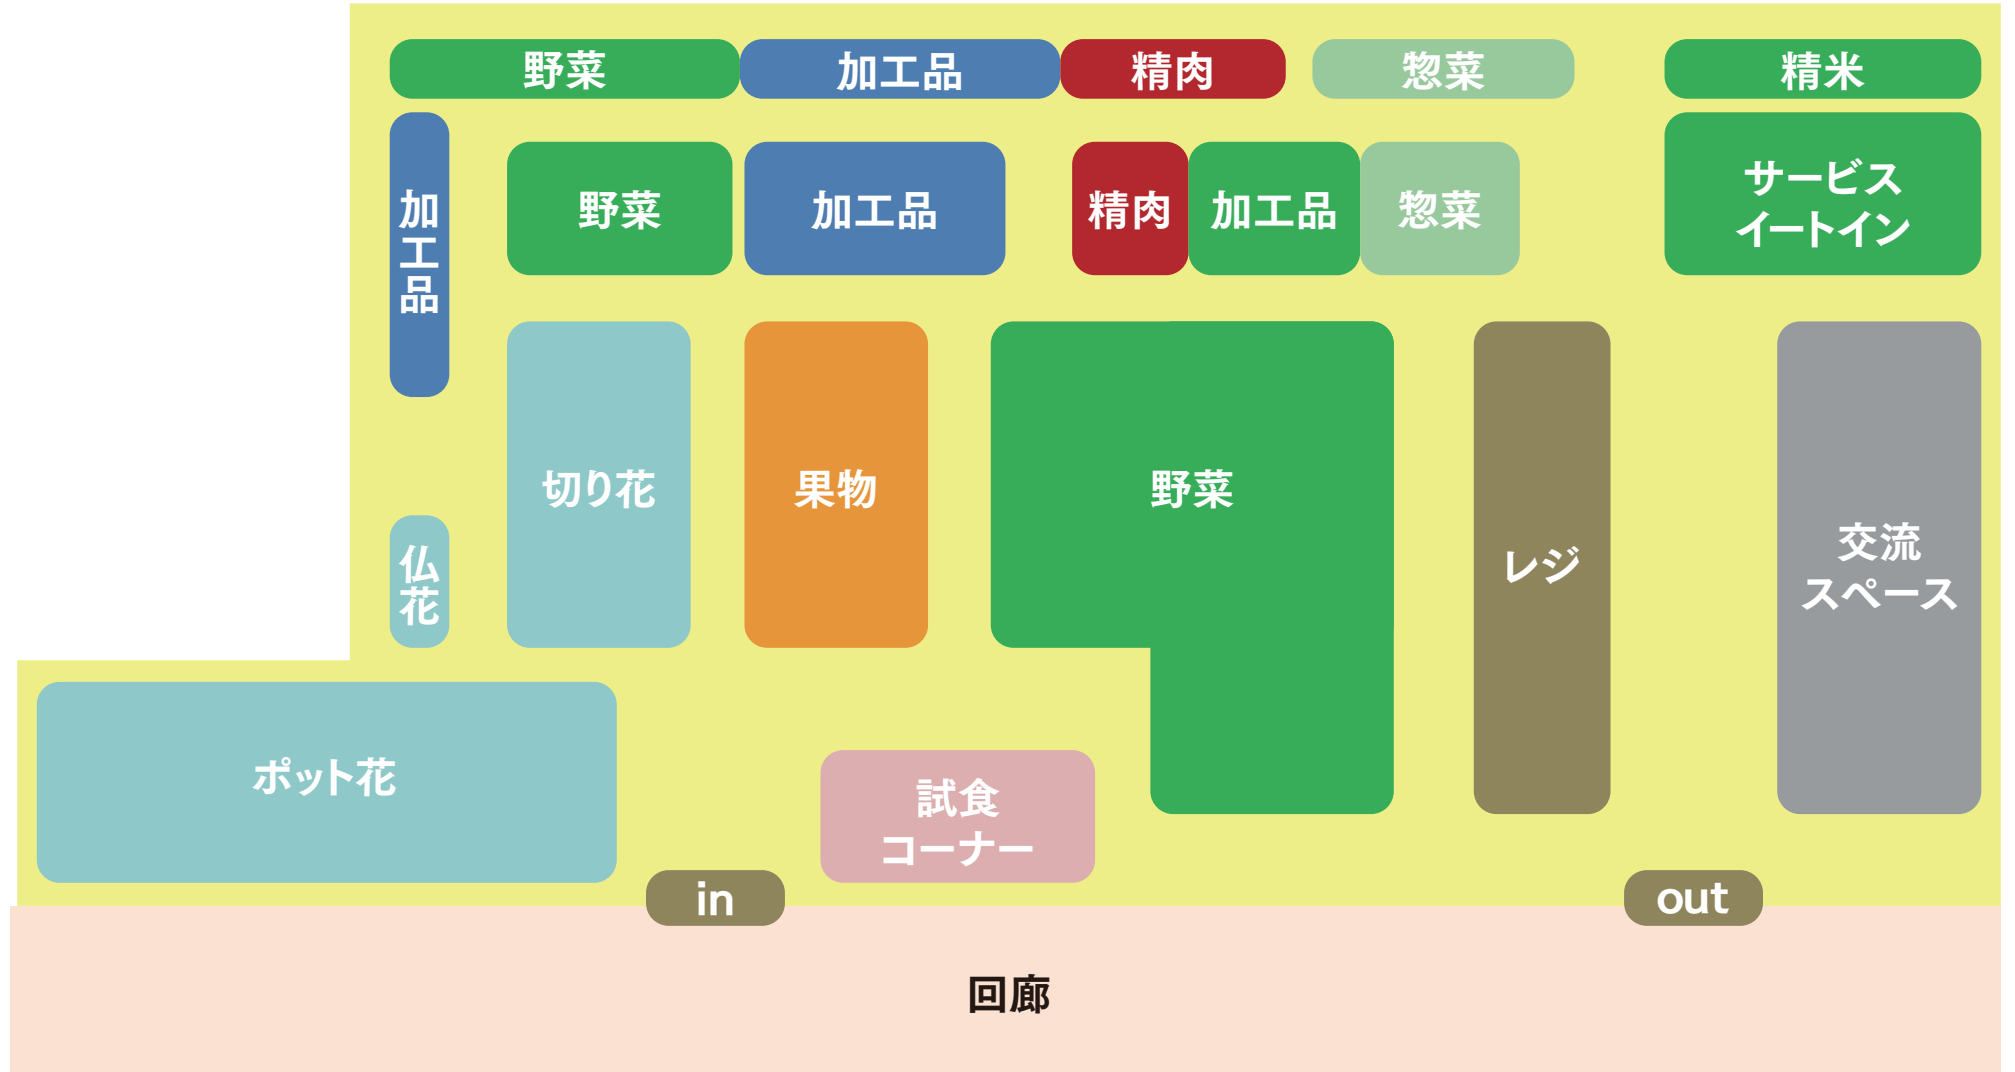 野菜
加工品
精肉
惣菜
精米
加工品
野菜
加工品
精肉
加工品
惣菜
サービス
イートイン
切り花
果物
野菜
レジ
交流
スペース
仏花
ポット花
試食
コーナー
in
out
回廊